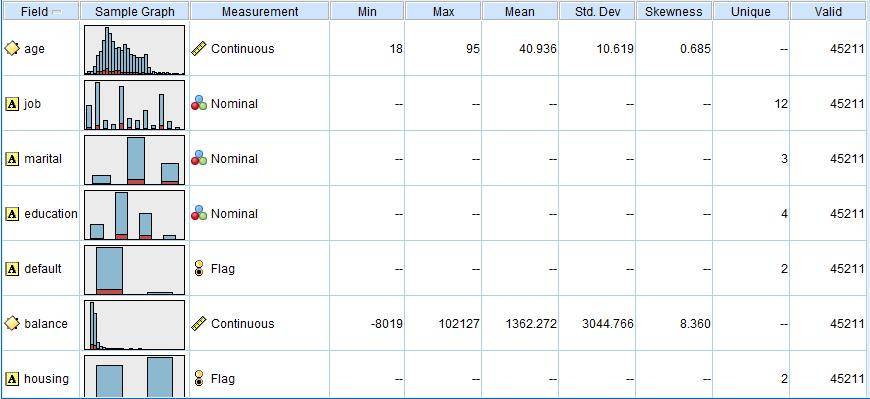 Field Sample Graph Measurement Min Max Mean Std. Dev Skewness Unique Valid
A age Continuous 18 95 40.936 10.619 0.685 -- 45211
A job Nominal -- -- -- -- -- 12 45211
A marital Nominal -- -- -- -- -- 3 45211
A education Nominal -- -- -- -- -- 4 45211
A default Flag -- -- -- -- -- 2 45211
balance Continuous -8019 102127 1362.272 3044.766 8.360 -- 45211
A housing Flag -- -- -- -- -- 2 45211